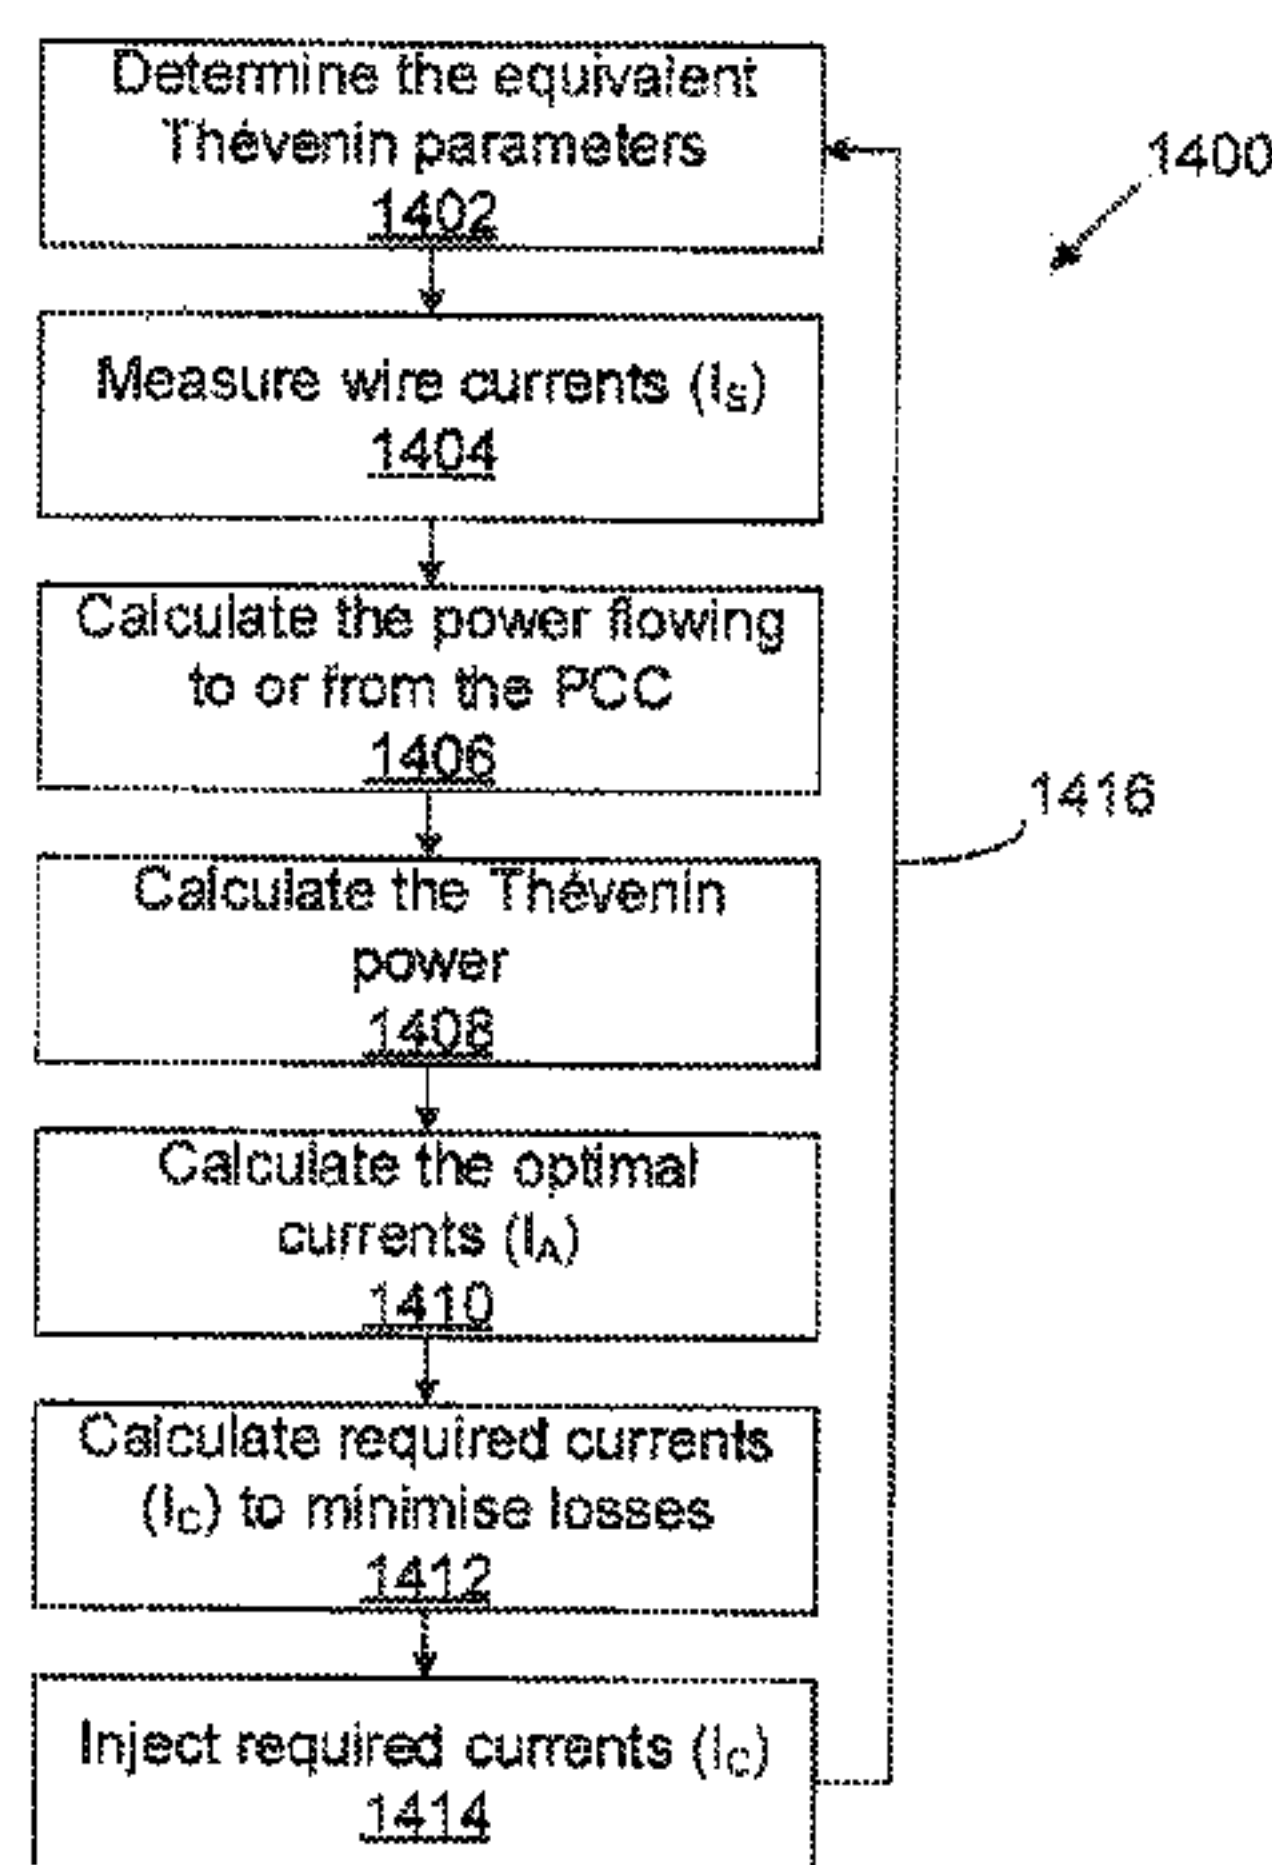 Determine the equivalent
Thévenin parameters
1402
1400
Measure wire currents (Is)
1404
Calculate the power flowing
to or from the PCC
1406
1416
Calculate the Thévenin
power
1408
Calculate the optimal
currents (IA)
1410
Calculate required currents
(IC) to minimise losses
1412
Inject required currents (IC)
1414